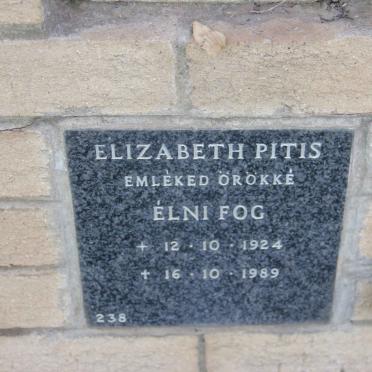 ELIZABETH PITIS
EMLÉKED ÖRÖKKÉ
ÉLNI FOG
+ 12 · 10 · 1924
✝ 16 · 10 · 1989
238